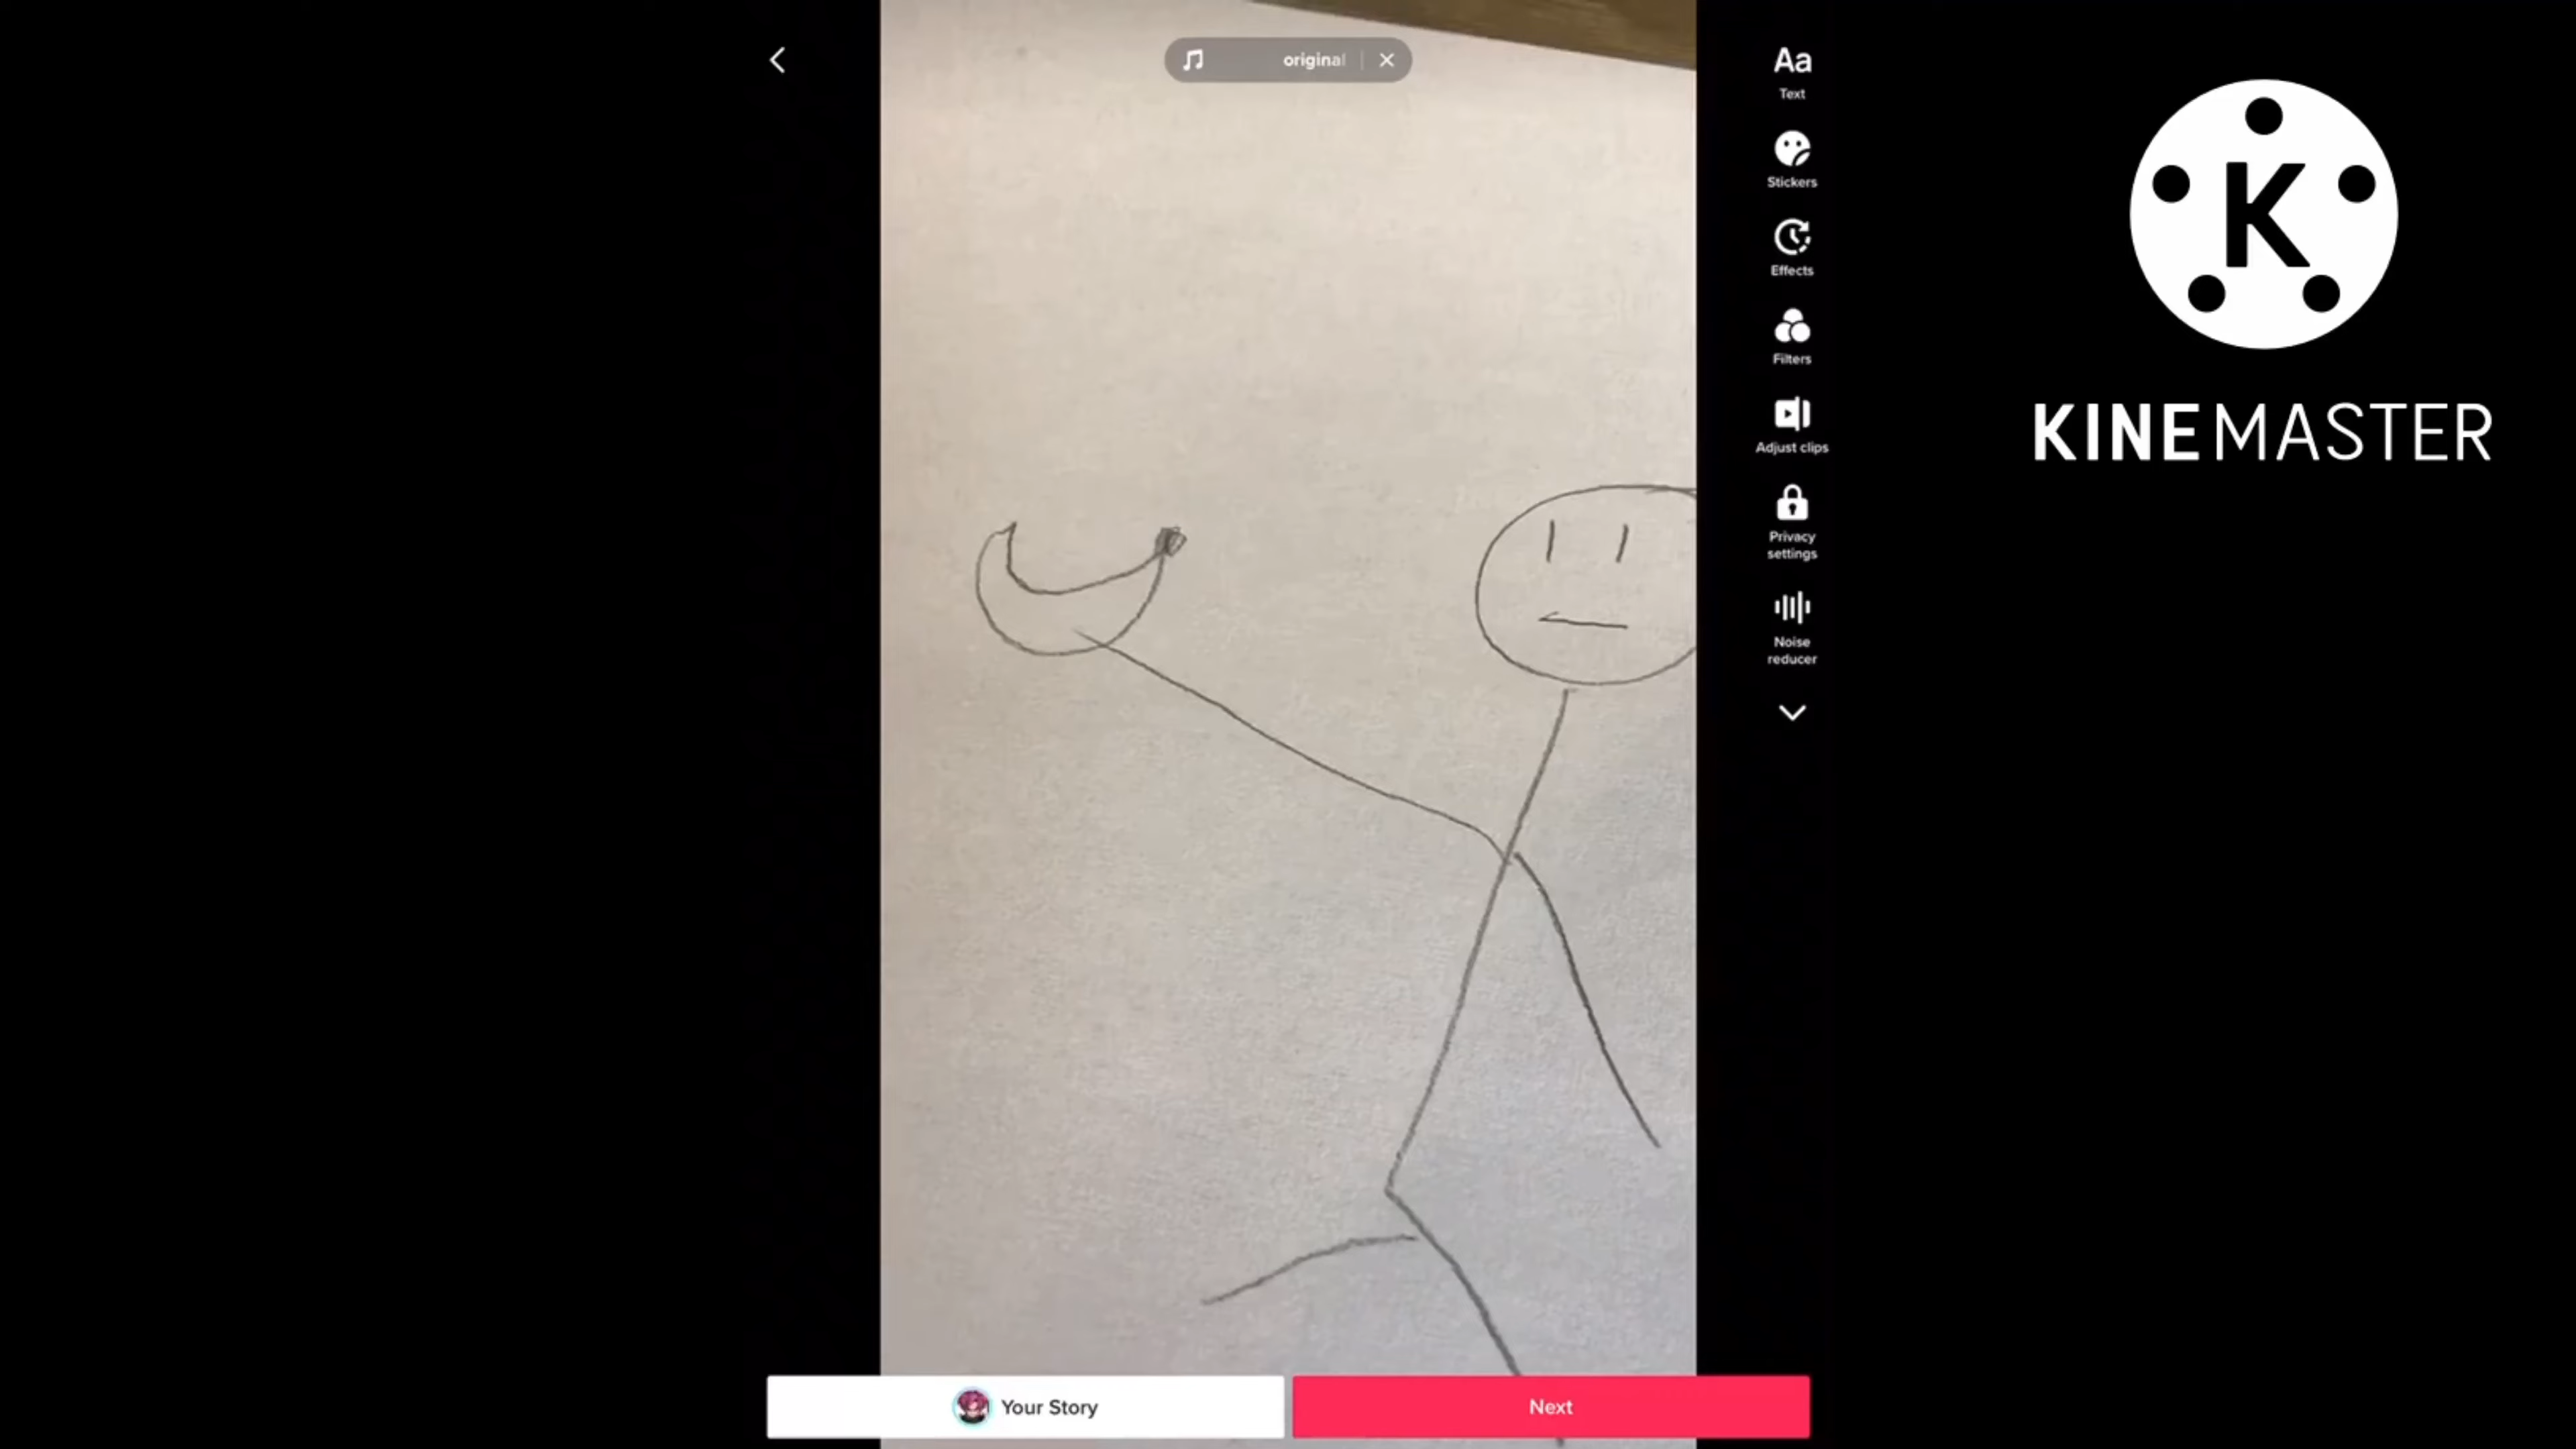 original
Aa
Text
Stickers
Effects
Filters
Adjust clips
Privacy
settings
Noise
reducer
K
KINEMASTER
Your Story
Next